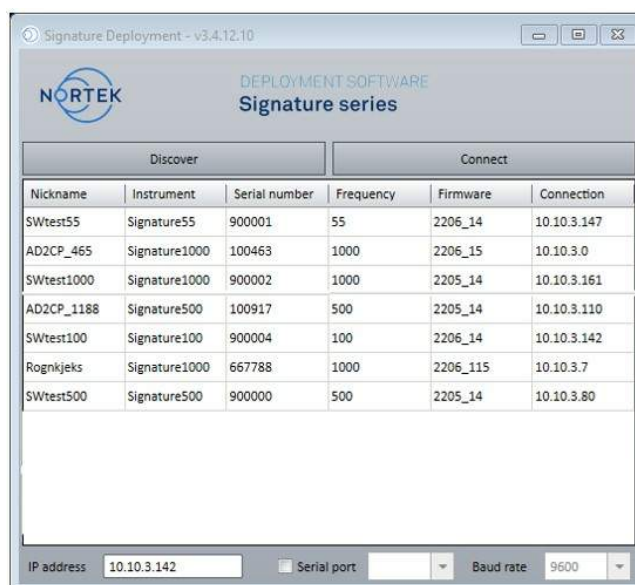 Signature Deployment - v3.4.12.10
NORTEK
DEPLOYMENT SOFTWARE
Signature series
Discover Connect
Nickname Instrument Serial number Frequency Firmware Connection
SWtest55 Signature55 900001 55 2206_14 10.10.3.147
AD2CP_465 Signature1000 100463 1000 2206_15 10.10.3.0
SWtest1000 Signature1000 900002 1000 2205_14 10.10.3.161
AD2CP_1188 Signature500 100917 500 2205_14 10.10.3.110
SWtest100 Signature100 900004 100 2206_14 10.10.3.142
Rognkjeks Signature1000 667788 1000 2206_115 10.10.3.7
SWtest500 Signature500 900000 500 2205_14 10.10.3.80
IP address 10.10.3.142 Serial port Baud rate 9600